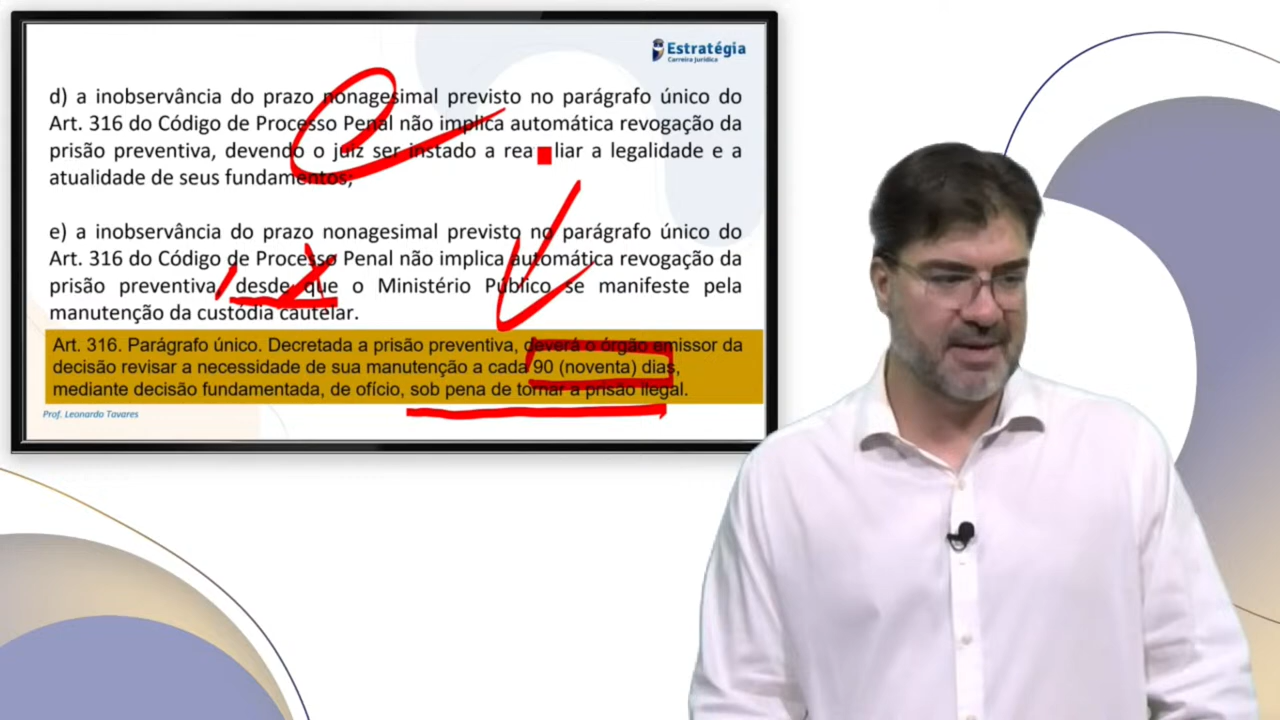 Estratégia
Carreira Jurídica
d) a inobservância do prazo nonagesimal previsto no parágrafo único do
Art. 316 do Código de Processo Penal não implica automática revogação da
prisão preventiva, devendo o juiz ser instado a rea liar a legalidade e a
atualidade de seus fundamentos;
e) a inobservância do prazo nonagesimal previsto no parágrafo único do
Art. 316 do Código de Processo Penal não implica automática revogação da
prisão preventiva, desde que o Ministério Público se manifeste pela
manutenção da custódia cautelar.
Art. 316. Parágrafo único. Decretada a prisão preventiva, deverá o órgão emissor da
decisão revisar a necessidade de sua manutenção a cada 90 (noventa) dias,
mediante decisão fundamentada, de ofício, sob pena de tornar a prisão ilegal.
Prof. Leonardo Tavares